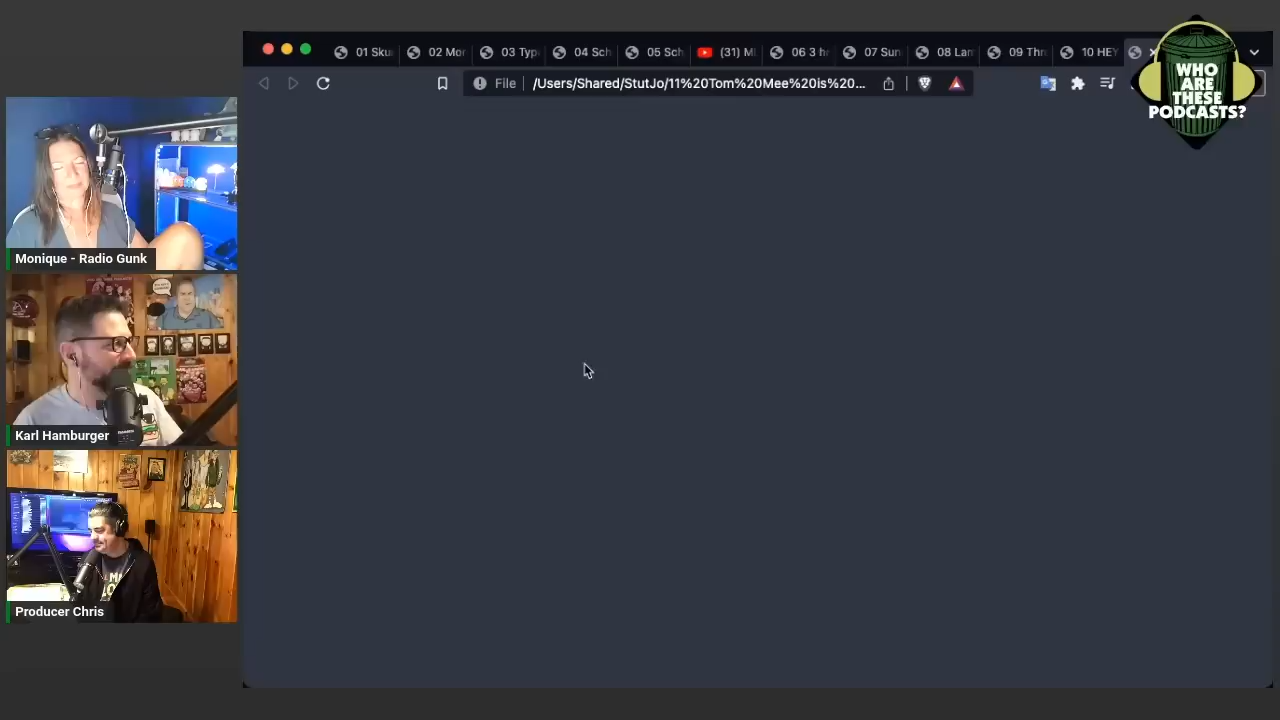 01 Sku
02 Mor
03 Typ
04 Sch
05 Sch
(31) M
06 3 h
07 Sun
08 Lan
09 Thr
10 HEY
File
/Users/Shared/StutJo/11%20Tom%20Mee%20is%20...
WHO
ARE
THESE
PODCASTS?
Monique - Radio Gunk
Karl Hamburger
Producer Chris